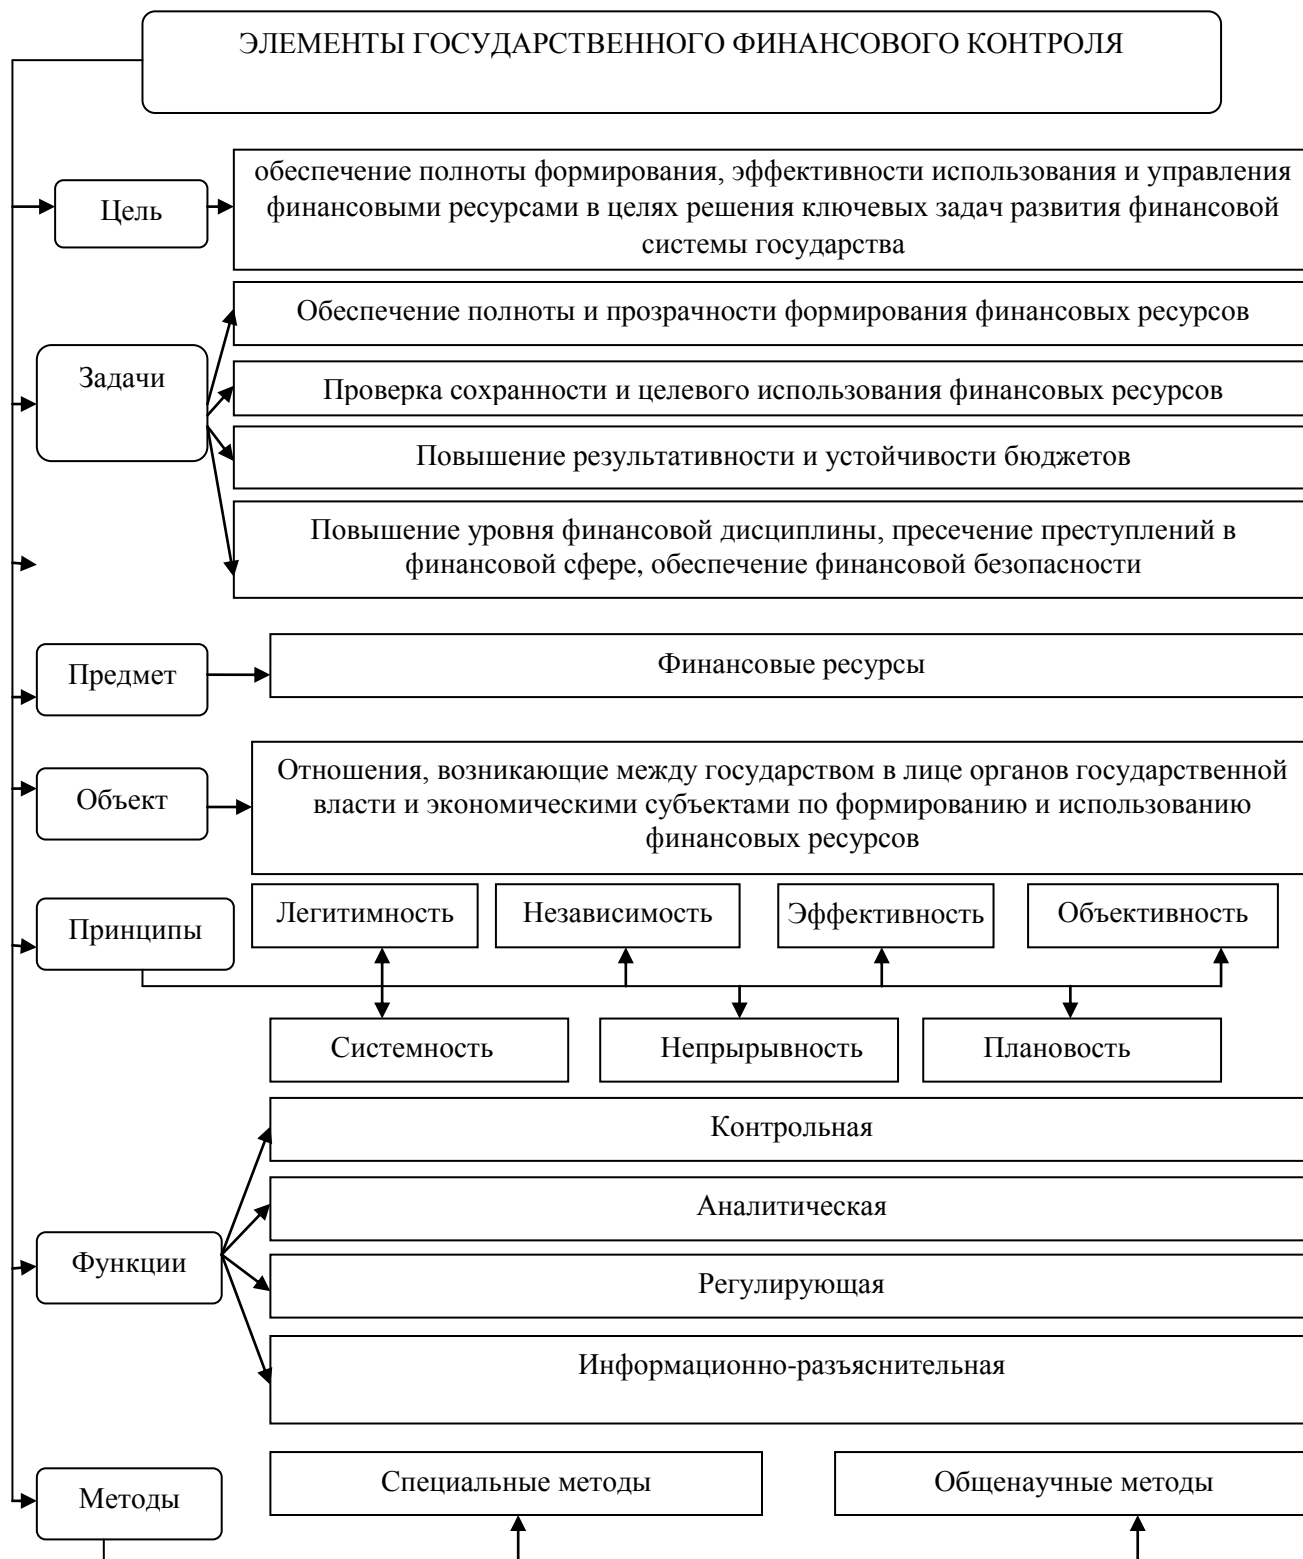 ЭЛЕМЕНТЫ ГОСУДАРСТВЕННОГО ФИНАНСОВОГО КОНТРОЛЯ
Цель
обеспечение полноты формирования, эффективности использования и управления
финансовыми ресурсами в целях решения ключевых задач развития финансовой
системы государства
Задачи
Обеспечение полноты и прозрачности формирования финансовых ресурсов
Проверка сохранности и целевого использования финансовых ресурсов
Повышение результативности и устойчивости бюджетов
Повышение уровня финансовой дисциплины, пресечение преступлений в
финансовой сфере, обеспечение финансовой безопасности
Предмет
Финансовые ресурсы
Объект
Отношения, возникающие между государством в лице органов государственной
власти и экономическими субъектами по формированию и использованию
финансовых ресурсов
Принципы
Легитимность
Независимость
Эффективность
Объективность
Системность
Непрырывность
Плановость
Функции
Контрольная
Аналитическая
Регулирующая
Информационно-разъяснительная
Методы
Специальные методы
Общенаучные методы